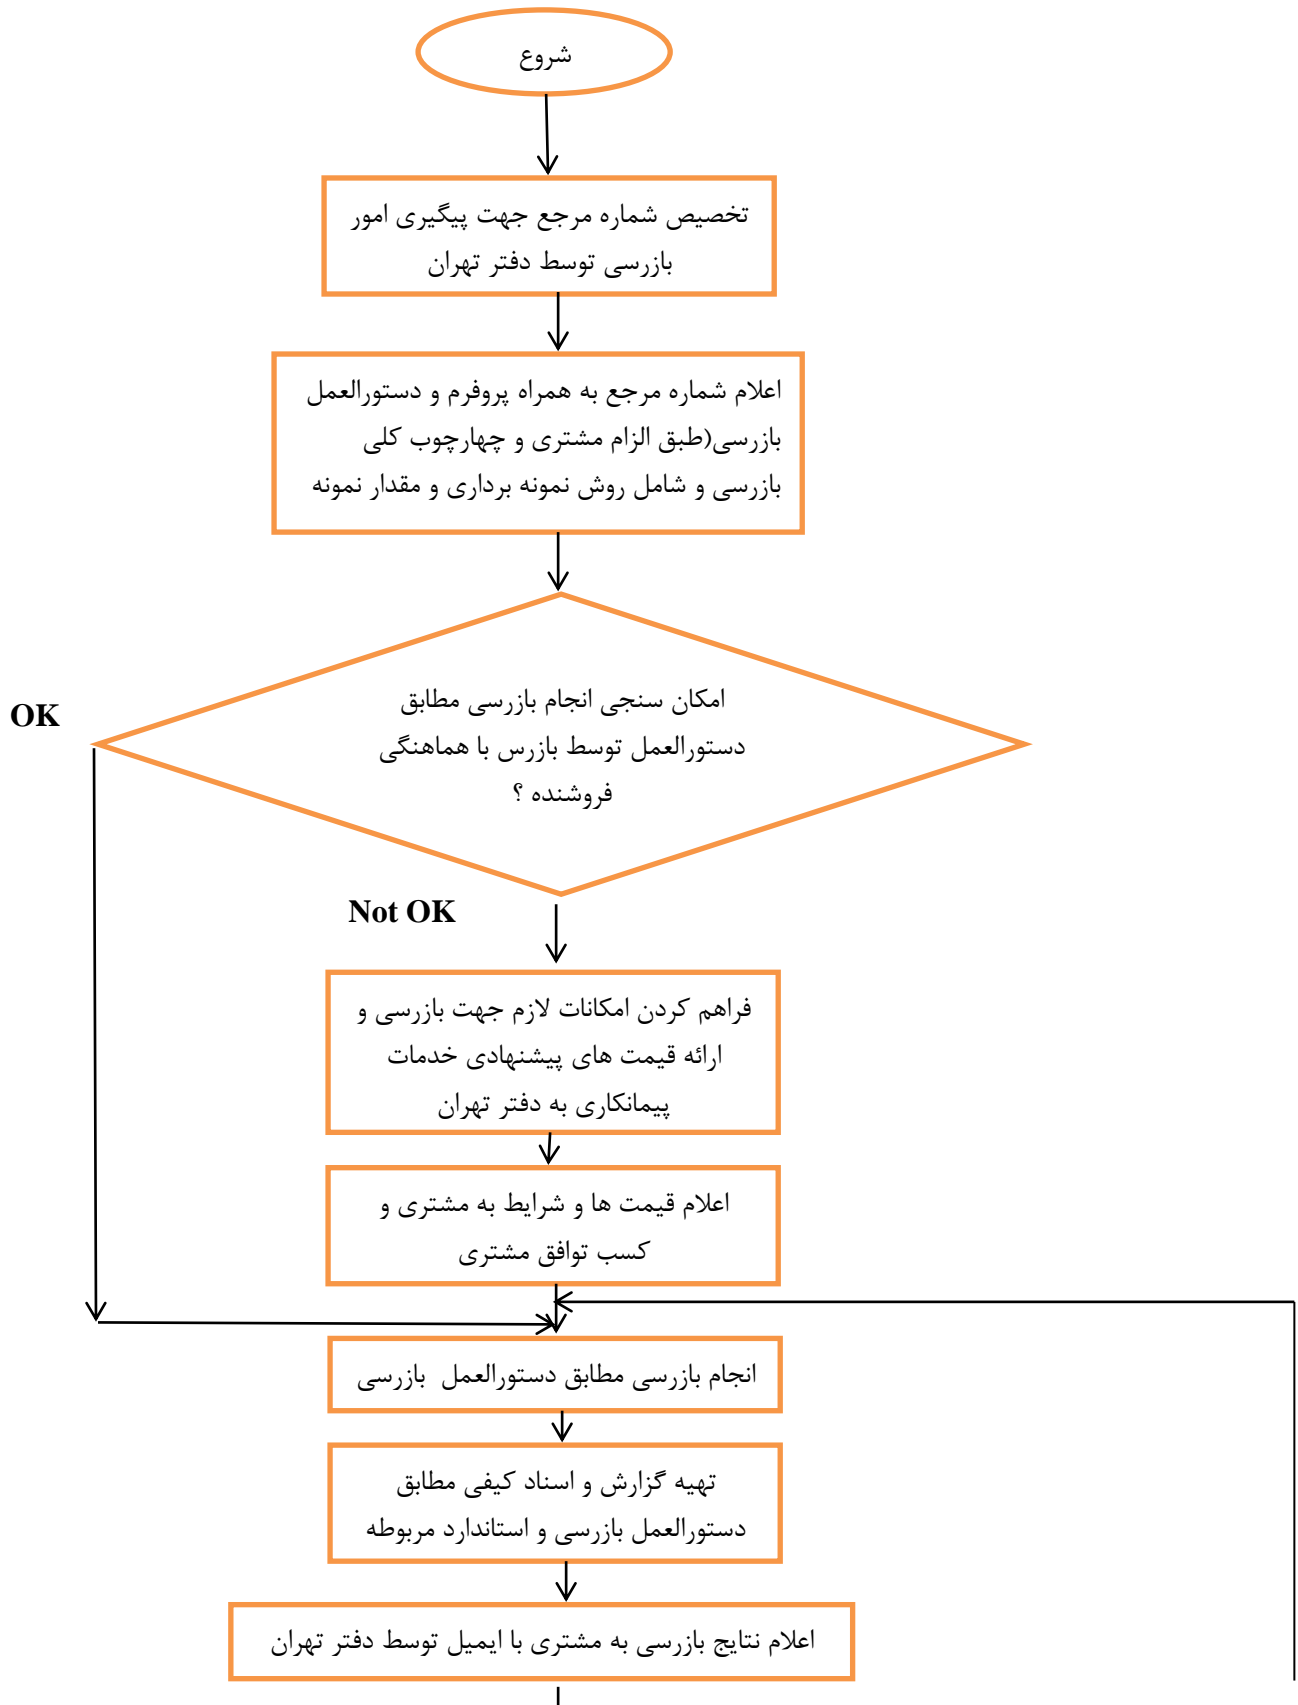 شروع
تخصیص شماره مرجع جهت پیگیری امور
بازرسی توسط دفتر تهران
اعلام شماره مرجع به همراه پروفرم و دستورالعمل
بازرسی(طبق الزام مشتری و چهارچوب کلی
بازرسی و شامل روش نمونه برداری و مقدار نمونه
امکان سنجی انجام بازرسی مطابق
دستورالعمل توسط بازرس با هماهنگی
فروشنده ؟
OK
Not OK
فراهم کردن امکانات لازم جهت بازرسی و
ارائه قیمت های پیشنهادی خدمات
پیمانکاری به دفتر تهران
اعلام قیمت ها و شرایط به مشتری و
کسب توافق مشتری
انجام بازرسی مطابق دستورالعمل بازرسی
تهیه گزارش و اسناد کیفی مطابق
دستورالعمل بازرسی و استاندارد مربوطه
اعلام نتایج بازرسی به مشتری با ایمیل توسط دفتر تهران